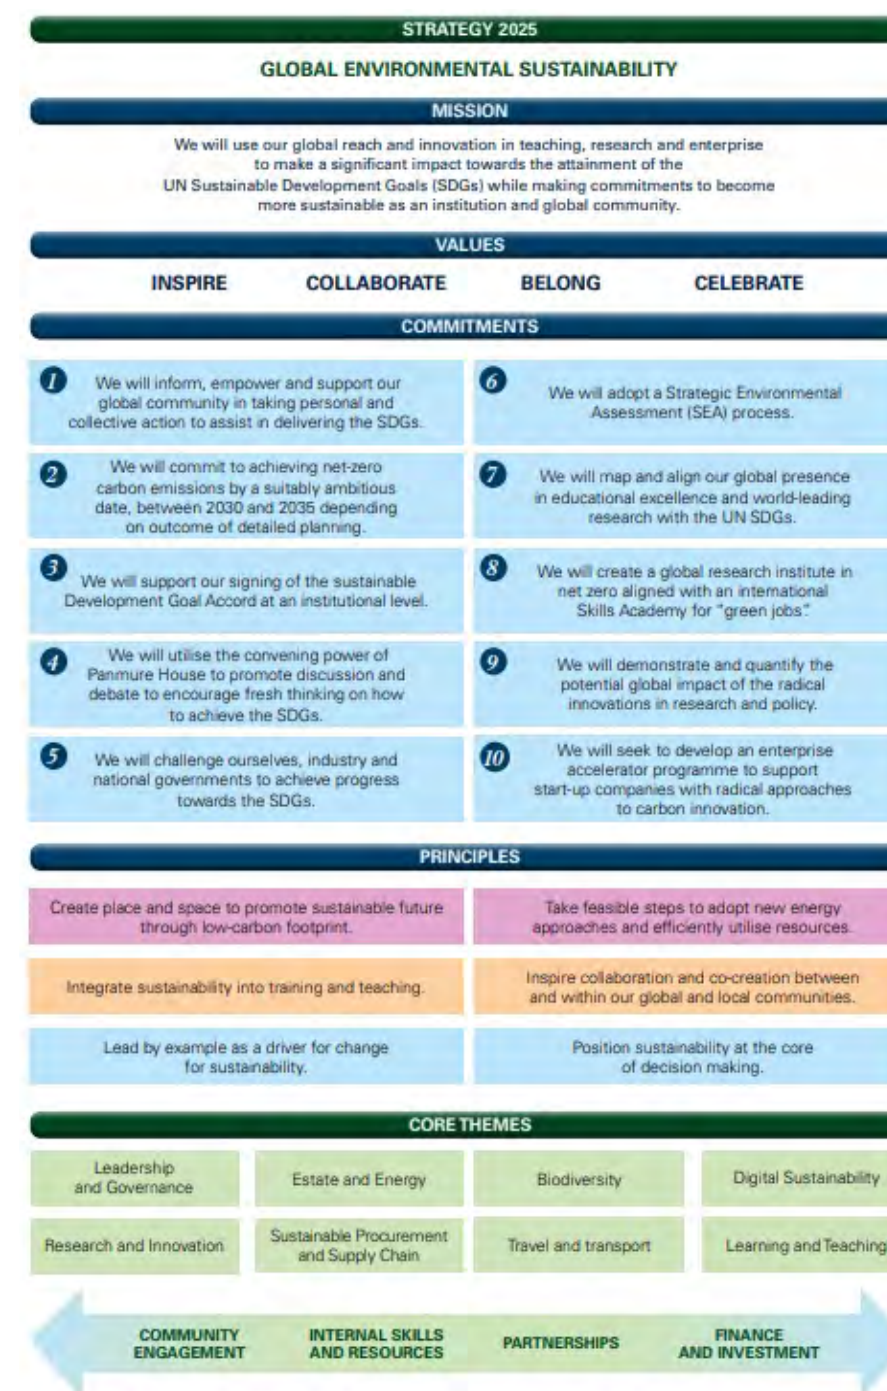 STRATEGY 2025
GLOBAL ENVIRONMENTAL SUSTAINABILITY
MISSION
We will use our global reach and innovation in teaching, research and enterprise
to make a significant impact towards the attainment of the
UN Sustainable Development Goals (SDGs) while making commitments to become
more sustainable as an institution and global community.
VALUES
INSPIRE COLLABORATE BELONG CELEBRATE
COMMITMENTS
1
We will inform, empower and support our
global community in taking personal and
collective action to assist in delivering the SDGs.
6
We will adopt a Strategic Environmental
Assessment (SEA) process.
2
We will commit to achieving net-zero
carbon emissions by a suitably ambitious
date, between 2030 and 2035 depending
on outcome of detailed planning.
7
We will map and align our global presence
in educational excellence and world-leading
research with the UN SDGs.
3
We will support our signing of the sustainable
Development Goal Accord at an institutional level.
8
We will create a global research institute in
net zero aligned with an international
Skills Academy for “green jobs”.
4
We will utilise the convening power of
Panmure House to promote discussion and
debate to encourage fresh thinking on how
to achieve the SDGs.
9
We will demonstrate and quantify the
potential global impact of the radical
innovations in research and policy.
5
We will challenge ourselves, industry and
national governments to achieve progress
towards the SDGs.
10
We will seek to develop an enterprise
accelerator programme to support
start-up companies with radical approaches
to carbon innovation.
PRINCIPLES
Create place and space to promote sustainable future
through low-carbon footprint.
Take feasible steps to adopt new energy
approaches and efficiently utilise resources.
Integrate sustainability into training and teaching.
Inspire collaboration and co-creation between
and within our global and local communities.
Lead by example as a driver for change
for sustainability.
Position sustainability at the core
of decision making.
CORE THEMES
Leadership
and Governance
Estate and Energy
Biodiversity
Digital Sustainability
Research and Innovation
Sustainable Procurement
and Supply Chain
Travel and transport
Learning and Teaching
COMMUNITY
ENGAGEMENT
INTERNAL SKILLS
AND RESOURCES
PARTNERSHIPS
FINANCE
AND INVESTMENT